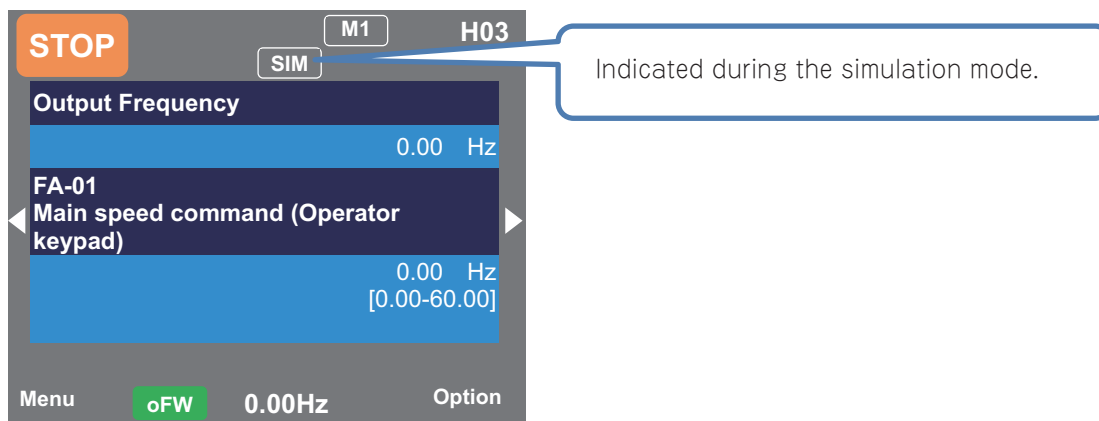 STOP
M1
H03
SIM
Indicated during the simulation mode.
Output Frequency
0.00 Hz
FA-01
Main speed command (Operator
keypad)
0.00 Hz
[0.00-60.00]
Menu
oFW
0.00Hz
Option